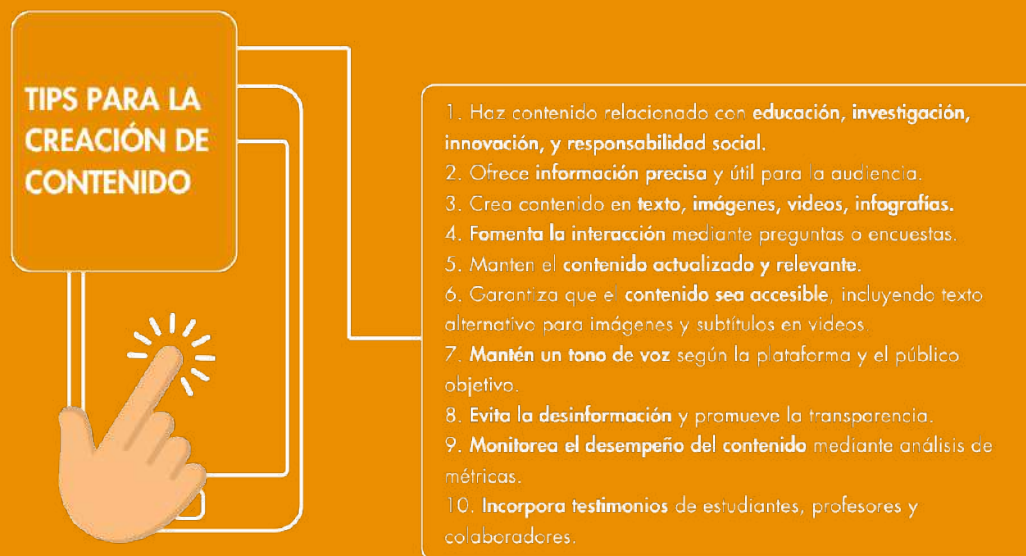 TIPS PARA LA
CREACIÓN DE
CONTENIDO
1. Haz contenido relacionado con educación, investigación,
innovación, y responsabilidad social.
2. Ofrece información precisa y útil para la audiencia.
3. Crea contenido en texto, imágenes, videos, infografías.
4. Fomenta la interacción mediante preguntas o encuestas.
5. Manten el contenido actualizado y relevante.
6. Garantiza que el contenido sea accesible, incluyendo texto
alternativo para imágenes y subtítulos en videos.
7. Mantén un tono de voz según la plataforma y el público
objetivo.
8. Evita la desinformación y promueve la transparencia.
9. Monitorea el desempeño del contenido mediante análisis de
métricas.
10. Incorpora testimonios de estudiantes, profesores y
colaboradores.